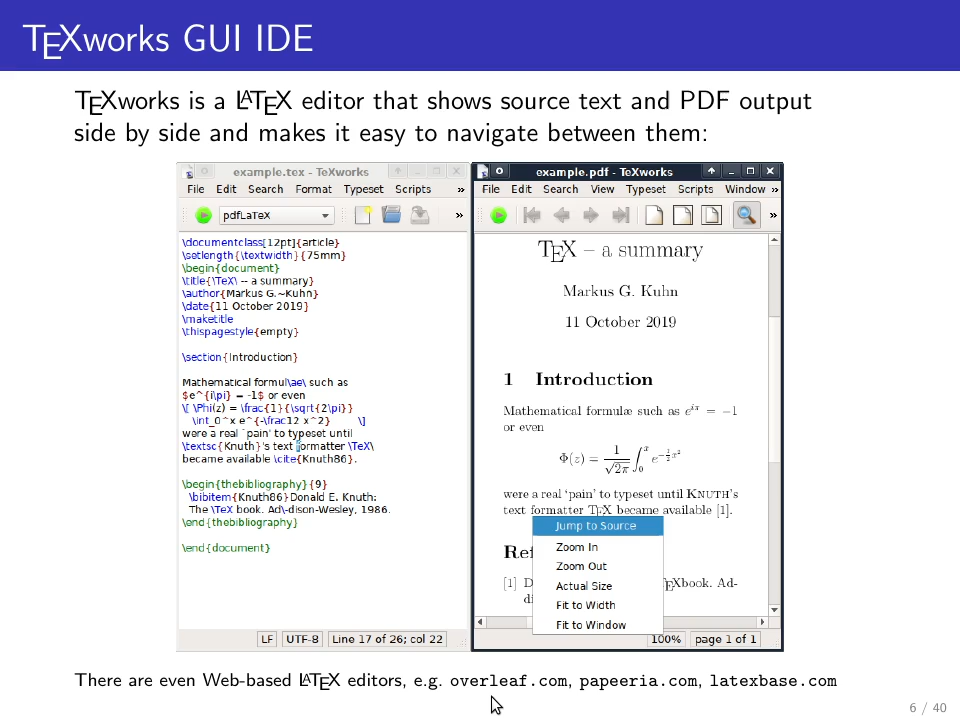 TEXworks GUI IDE
TEXworks is a LATEX editor that shows source text and PDF output
side by side and makes it easy to navigate between them:
example.tex - TeXworks
File Edit Search Format Typeset Scripts »
pdfLaTeX »
\documentclass[12pt]{article}
\setlength{\textwidth}{75mm}
\begin{document}
\title{\TeX\ -- a summary}
\author{Markus G.~Kuhn}
\date{11 October 2019}
\maketitle
\thispagestyle{empty}
\section{Introduction}
Mathematical formul\ae\ such as
$e^{i\pi} = -1$ or even
\[ \Phi(z) = \frac{1}{\sqrt{2\pi}}
\int_0^x e^{-\frac12 x^2} \]
were a real `pain' to typeset until
\textsc{Knuth}'s text formatter \TeX\
became available \cite{Knuth86}.
\begin{thebibliography}{9}
\bibitem{Knuth86}Donald E. Knuth:
The \TeX book. Ad\-dison-Wesley, 1986.
\end{thebibliography}
\end{document}
LF UTF-8 Line 17 of 26; col 22
example.pdf - TeXworks
File Edit Search View Typeset Scripts Window »
»
TEX – a summary
Markus G. Kuhn
11 October 2019
1 Introduction
Mathematical formulæ such as e^{iπ} = −1
or even
Φ(z) = 1/√2π ∫_0^x e^{−½x²}
were a real ‘pain’ to typeset until KNUTH’s
text formatter TEX became available [1].
Jump to Source
Zoom In
Zoom Out
Actual Size
Fit to Width
Fit to Window
Ref
[1] D EXbook. Ad-
di
100% page 1 of 1
There are even Web-based LATEX editors, e.g. overleaf.com, papeeria.com, latexbase.com
6 / 40